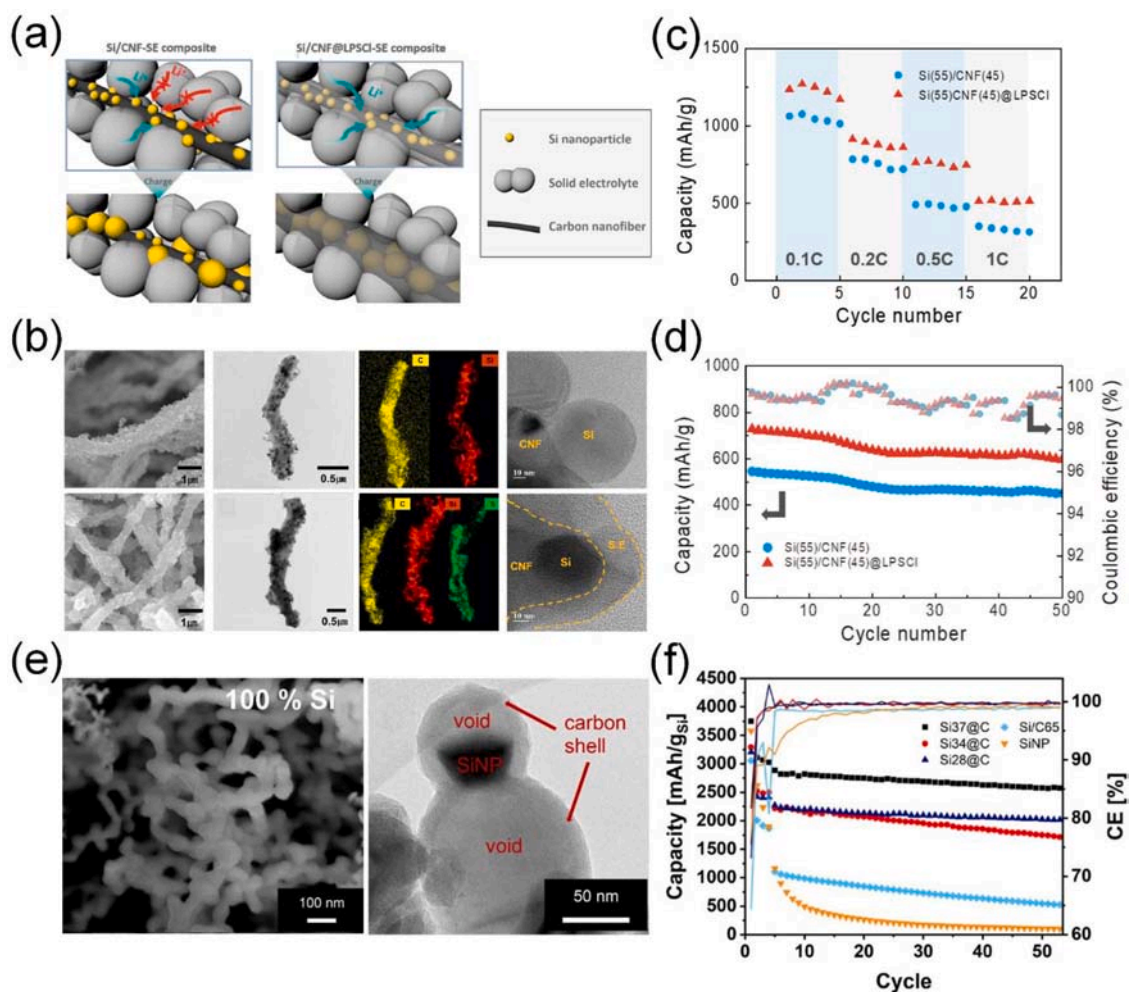 (a)
Si/CNF-SE composite
Si/CNF@LPSCl-SE composite
Li⁺
Li⁺
Li⁺
Charge
Charge
Si nanoparticle
Solid electrolyte
Carbon nanofiber
(b)
C
Si
CNF
Si
10 nm
1μm
0.5μm
C
Si
S
S.E
CNF
Si
10 nm
1μm
0.5μm
(c)
Capacity (mAh/g)
1500
1000
500
0
Si(55)/CNF(45)
Si(55)CNF(45)@LPSCl
0.1C
0.2C
0.5C
1C
0
5
10
15
20
Cycle number
(d)
Capacity (mAh/g)
900
800
700
600
500
400
300
200
100
0
100
98
96
94
92
90
Coulombic efficiency (%)
Si(55)/CNF(45)
Si(55)/CNF(45)@LPSCl
0
10
20
30
40
50
Cycle number
(e)
100 % Si
100 nm
void
SiNP
carbon
shell
void
50 nm
(f)
Capacity [mAh/gSi]
4500
4000
3500
3000
2500
2000
1500
1000
500
0
Si37@C
Si34@C
Si28@C
Si/C65
SiNP
100
90
80
70
60
CE [%]
0
10
20
30
40
50
Cycle